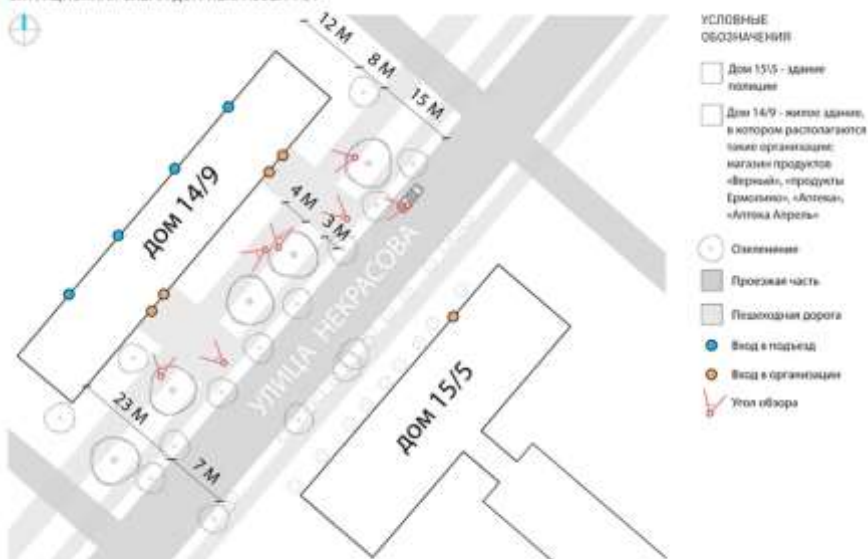 12 М
8 М
15 М
4 М
3 М
ДОМ 14/9
УЛИЦА НЕКРАСОВА
ДОМ 15/5
23 М
7 М
УСЛОВНЫЕ
ОБОЗНАЧЕНИЯ
Дом 15\5 - здание
полиции
Дом 14/9 - жилое здание,
в котором располагаются
такие организации:
магазин продуктов
«Верный», «продукты
Ермолино», «Аптека»,
«Аптека Апрель»
Озеленение
Проезжая часть
Пешеходная дорога
Вход в подъезд
Вход в организации
Угол обзора